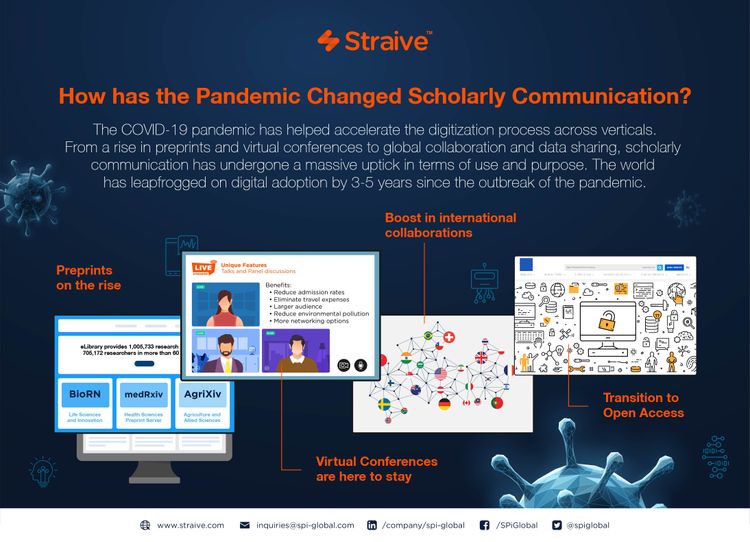 Straive™
How has the Pandemic Changed Scholarly Communication?
The COVID-19 pandemic has helped accelerate the digitization process across verticals.
From a rise in preprints and virtual conferences to global collaboration and data sharing, scholarly
communication has undergone a massive uptick in terms of use and purpose. The world
has leapfrogged on digital adoption by 3-5 years since the outbreak of the pandemic.
Boost in international
collaborations
Preprints
on the rise
LIVE
Unique Features
Talks and Panel discussions
Benefits:
• Reduce admission rates
• Eliminate travel expenses
• Larger audience
• Reduce environmental pollution
• More networking options
eLibrary provides 1,005,733 research
705,172 researchers in more than 60
BioRN
Life Sciences
and Innovation
medRxiv
Health Sciences
Preprint Server
AgriXiv
Agriculture and
Allied Sciences
Transition to
Open Access
Virtual Conferences
are here to stay
www.straive.com
inquiries@spi-global.com
/company/spi-global
/SPiGlobal
@spiglobal